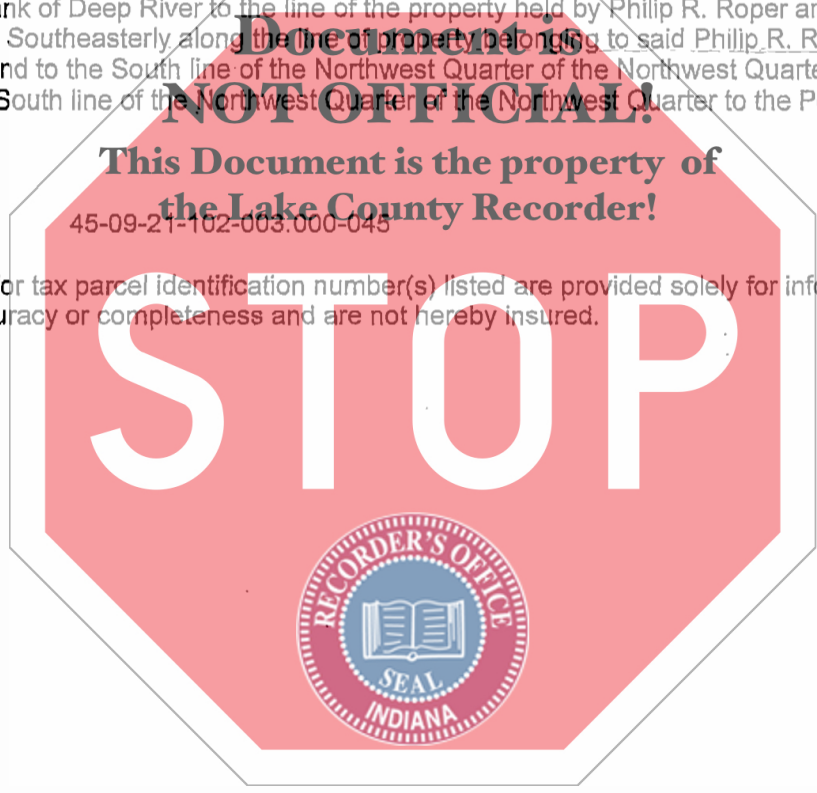 nk of Deep River to the line of the property held by Philip R. Roper an
Document is
Southeasterly along the line of property belonging to said Philip R. R
nd to the South line of the Northwest Quarter of the Northwest Quarte
NOT OFFICIAL!
South line of the Northwest Quarter of the Northwest Quarter to the P
This Document is the property of
the Lake County Recorder!
45-09-21-102-003.000-045
or tax parcel identification number(s) listed are provided solely for info
uracy or completeness and are not hereby insured.
STOP
RECORDER'S OFFICE
SEAL
INDIANA